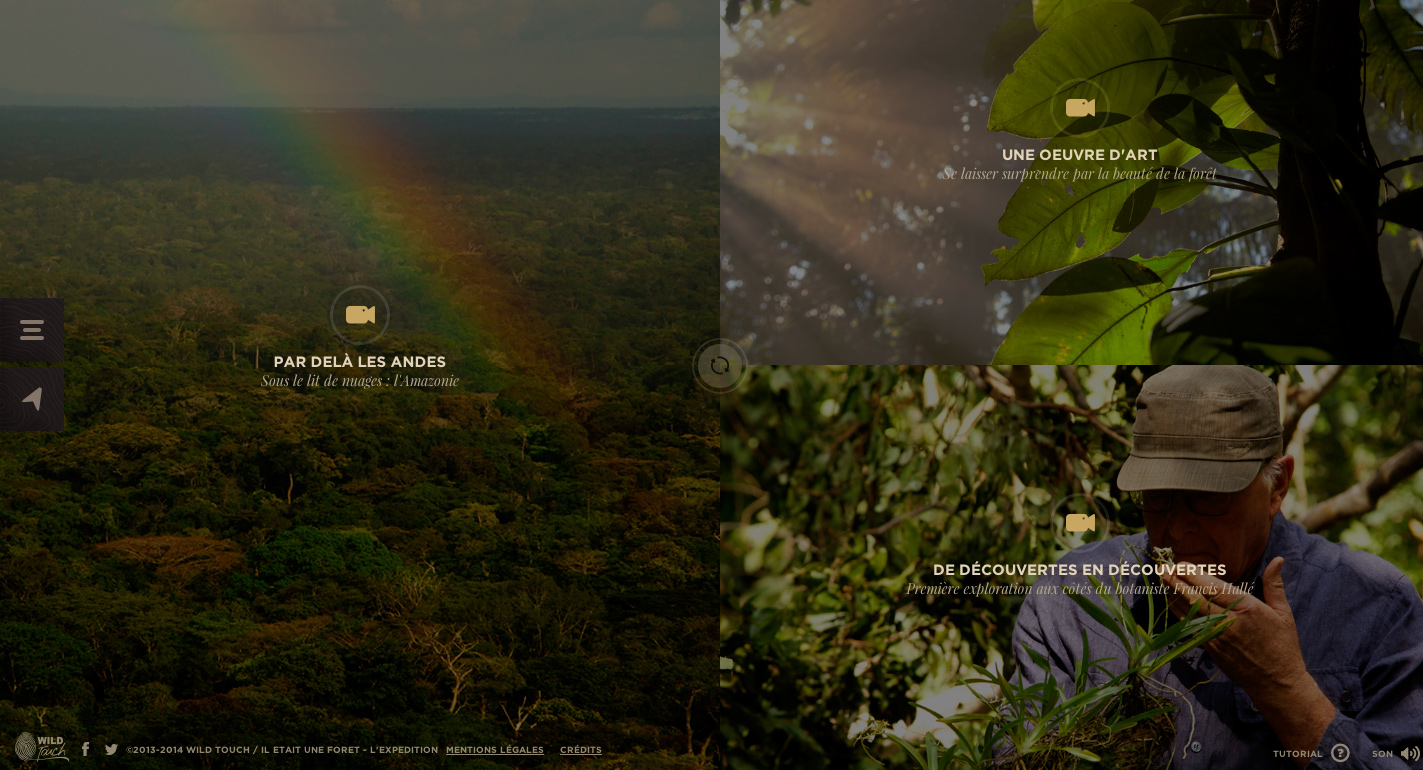 PAR DELÀ LES ANDES
Sous le lit de nuages : l'Amazonie
UNE OEUVRE D'ART
Se laisser surprendre par la beauté de la forêt
DE DÉCOUVERTES EN DÉCOUVERTES
Première exploration aux côtés du botaniste Francis Hallé
WILD
Touch
©2013-2014 WILD TOUCH / IL ETAIT UNE FORET - L'EXPEDITION MENTIONS LÉGALES CRÉDITS
TUTORIAL ? SON